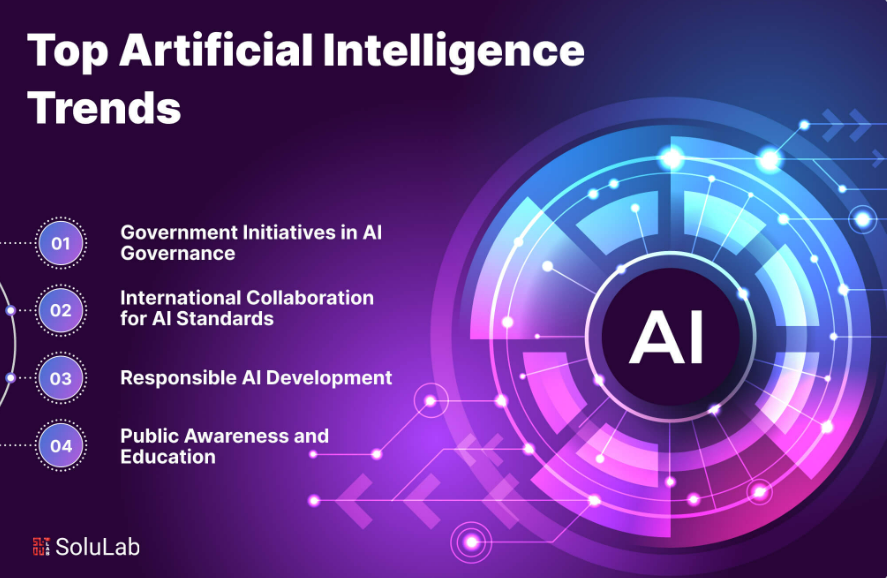 Top Artificial Intelligence
Trends
01
Government Initiatives in AI
Governance
02
International Collaboration
for AI Standards
03
Responsible AI Development
04
Public Awareness and
Education
AI
SoluLab